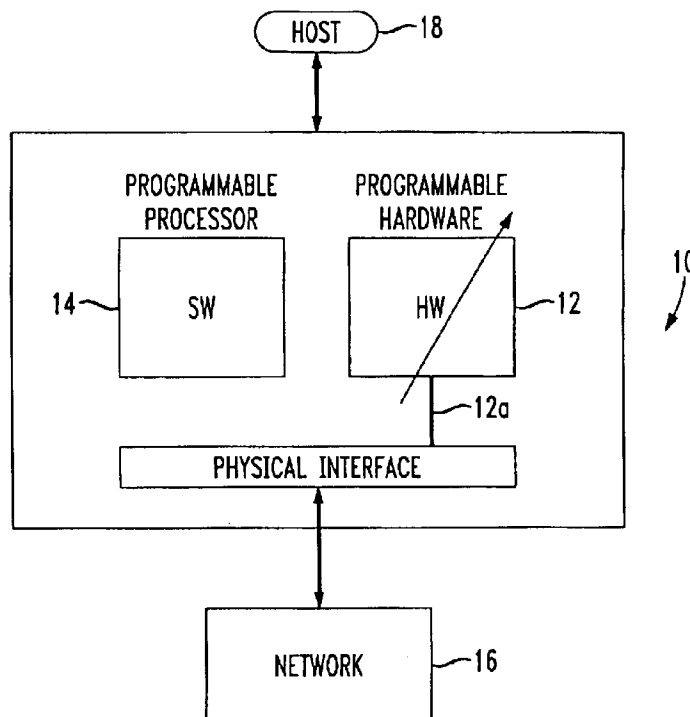 HOST
18
PROGRAMMABLE
PROCESSOR
PROGRAMMABLE
HARDWARE
10
14
SW
HW
12
12a
PHYSICAL INTERFACE
NETWORK
16